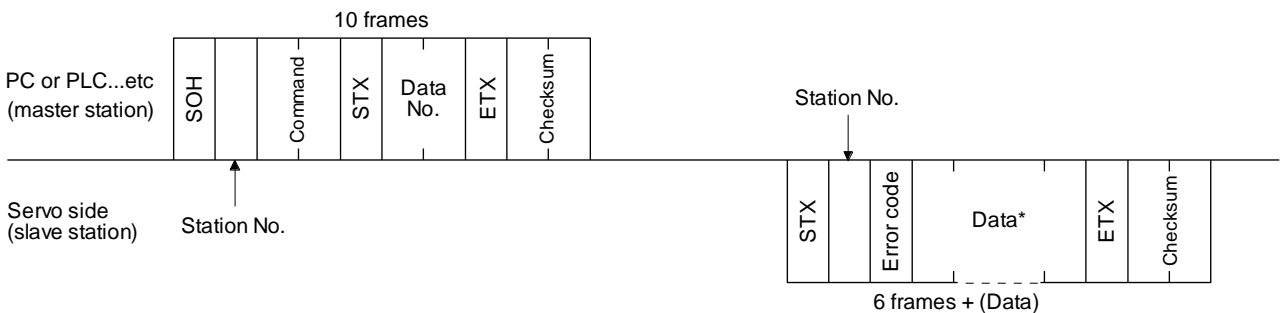 10 frames
PC or PLC...etc
(master station)
SOH
Command
STX
Data
No.
ETX
Checksum
Station No.
Servo side
(slave station)
Station No.
STX
Error code
Data*
ETX
Checksum
6 frames + (Data)